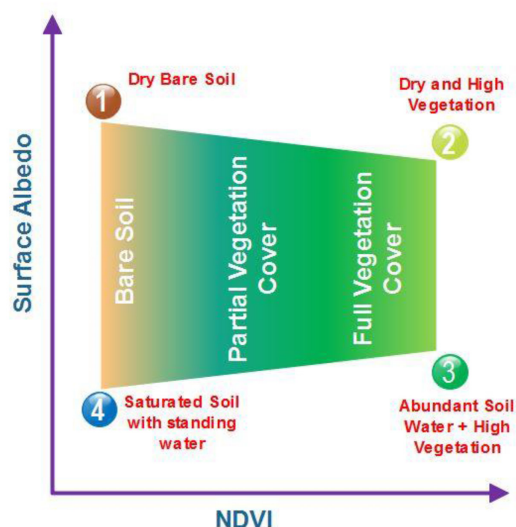 1
Dry Bare Soil
Dry and High
Vegetation
2
Surface Albedo
Bare Soil
Partial Vegetation
Cover
Full Vegetation
Cover
4
Saturated Soil
with standing
water
3
Abundant Soil
Water + High
Vegetation
NDVI